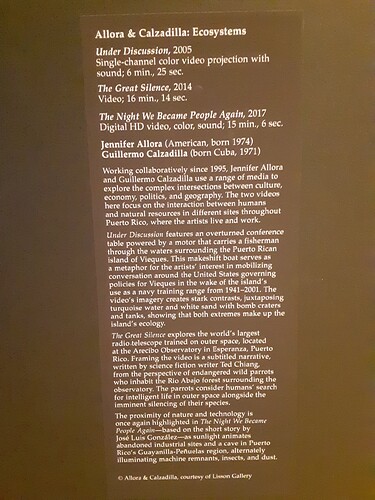 Allora & Calzadilla: Ecosystems
Under Discussion, 2005
Single-channel color video projection with
sound; 6 min., 25 sec.
The Great Silence, 2014
Video; 16 min., 14 sec.
The Night We Became People Again, 2017
Digital HD video, color, sound; 15 min., 6 sec.
Jennifer Allora (American, born 1974)
Guillermo Calzadilla (born Cuba, 1971)
Working collaboratively since 1995, Jennifer Allora
and Guillermo Calzadilla use a range of media to
explore the complex intersections between culture,
economy, politics, and geography. The two videos
here focus on the interaction between humans
and natural resources in different sites throughout
Puerto Rico, where the artists live and work.
Under Discussion features an overturned conference
table powered by a motor that carries a fisherman
through the waters surrounding the Puerto Rican
island of Vieques. This makeshift boat serves as
a metaphor for the artists' interest in mobilizing
conversation around the United States governing
policies for Vieques in the wake of the island's
use as a navy training range from 1941–2001. The
video's imagery creates stark contrasts, juxtaposing
turquoise water and white sand with bomb craters
and tanks, showing that both extremes make up the
island's ecology.
The Great Silence explores the world's largest
radio telescope trained on outer space, located
at the Arecibo Observatory in Esperanza, Puerto
Rico. Framing the video is a subtitled narrative,
written by science fiction writer Ted Chiang,
from the perspective of endangered wild parrots
who inhabit the Rio Abajo forest surrounding the
observatory. The parrots consider humans' search
for intelligent life in outer space alongside the
imminent silencing of their species.
The proximity of nature and technology is
once again highlighted in The Night We Became
People Again—based on the short story by
José Luis González—as sunlight animates
abandoned industrial sites and a cave in Puerto
Rico's Guayanilla-Peñuelas region, alternately
illuminating machine remnants, insects, and dust.
© Allora & Calzadilla, courtesy of Lisson Gallery